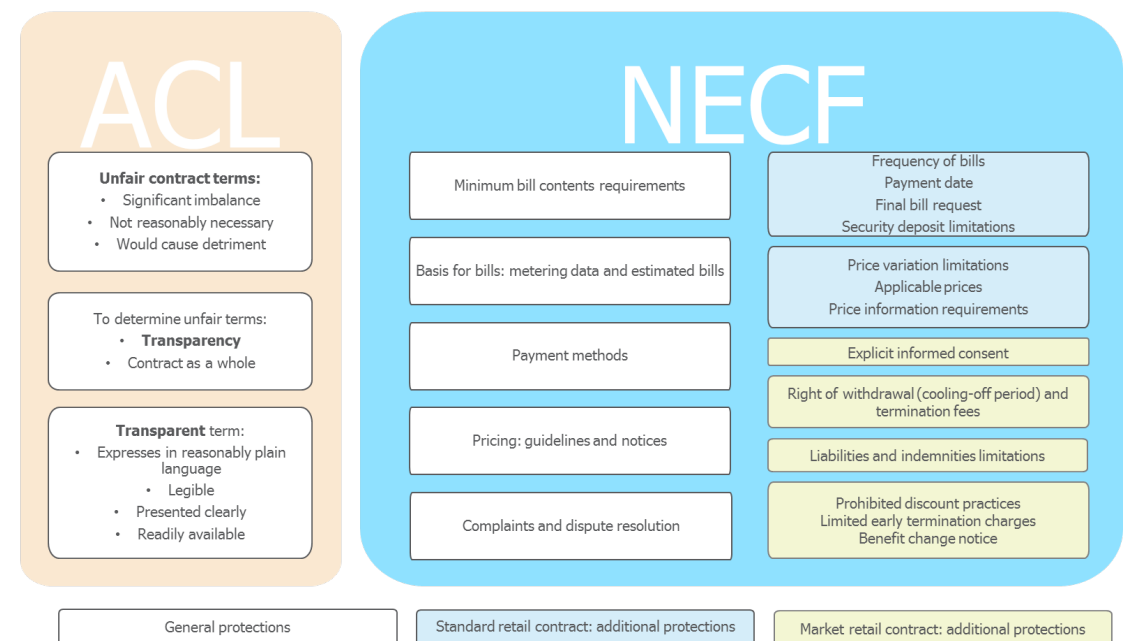 ACL
Unfair contract terms:
• Significant imbalance
• Not reasonably necessary
• Would cause detriment
To determine unfair terms:
• Transparency
• Contract as a whole
Transparent term:
• Expresses in reasonably plain
language
• Legible
• Presented clearly
• Readily available
NECF
Minimum bill contents requirements
Basis for bills: metering data and estimated bills
Payment methods
Pricing: guidelines and notices
Complaints and dispute resolution
Frequency of bills
Payment date
Final bill request
Security deposit limitations
Price variation limitations
Applicable prices
Price information requirements
Explicit informed consent
Right of withdrawal (cooling-off period) and
termination fees
Liabilities and indemnities limitations
Prohibited discount practices
Limited early termination charges
Benefit change notice
General protections
Standard retail contract: additional protections
Market retail contract: additional protections